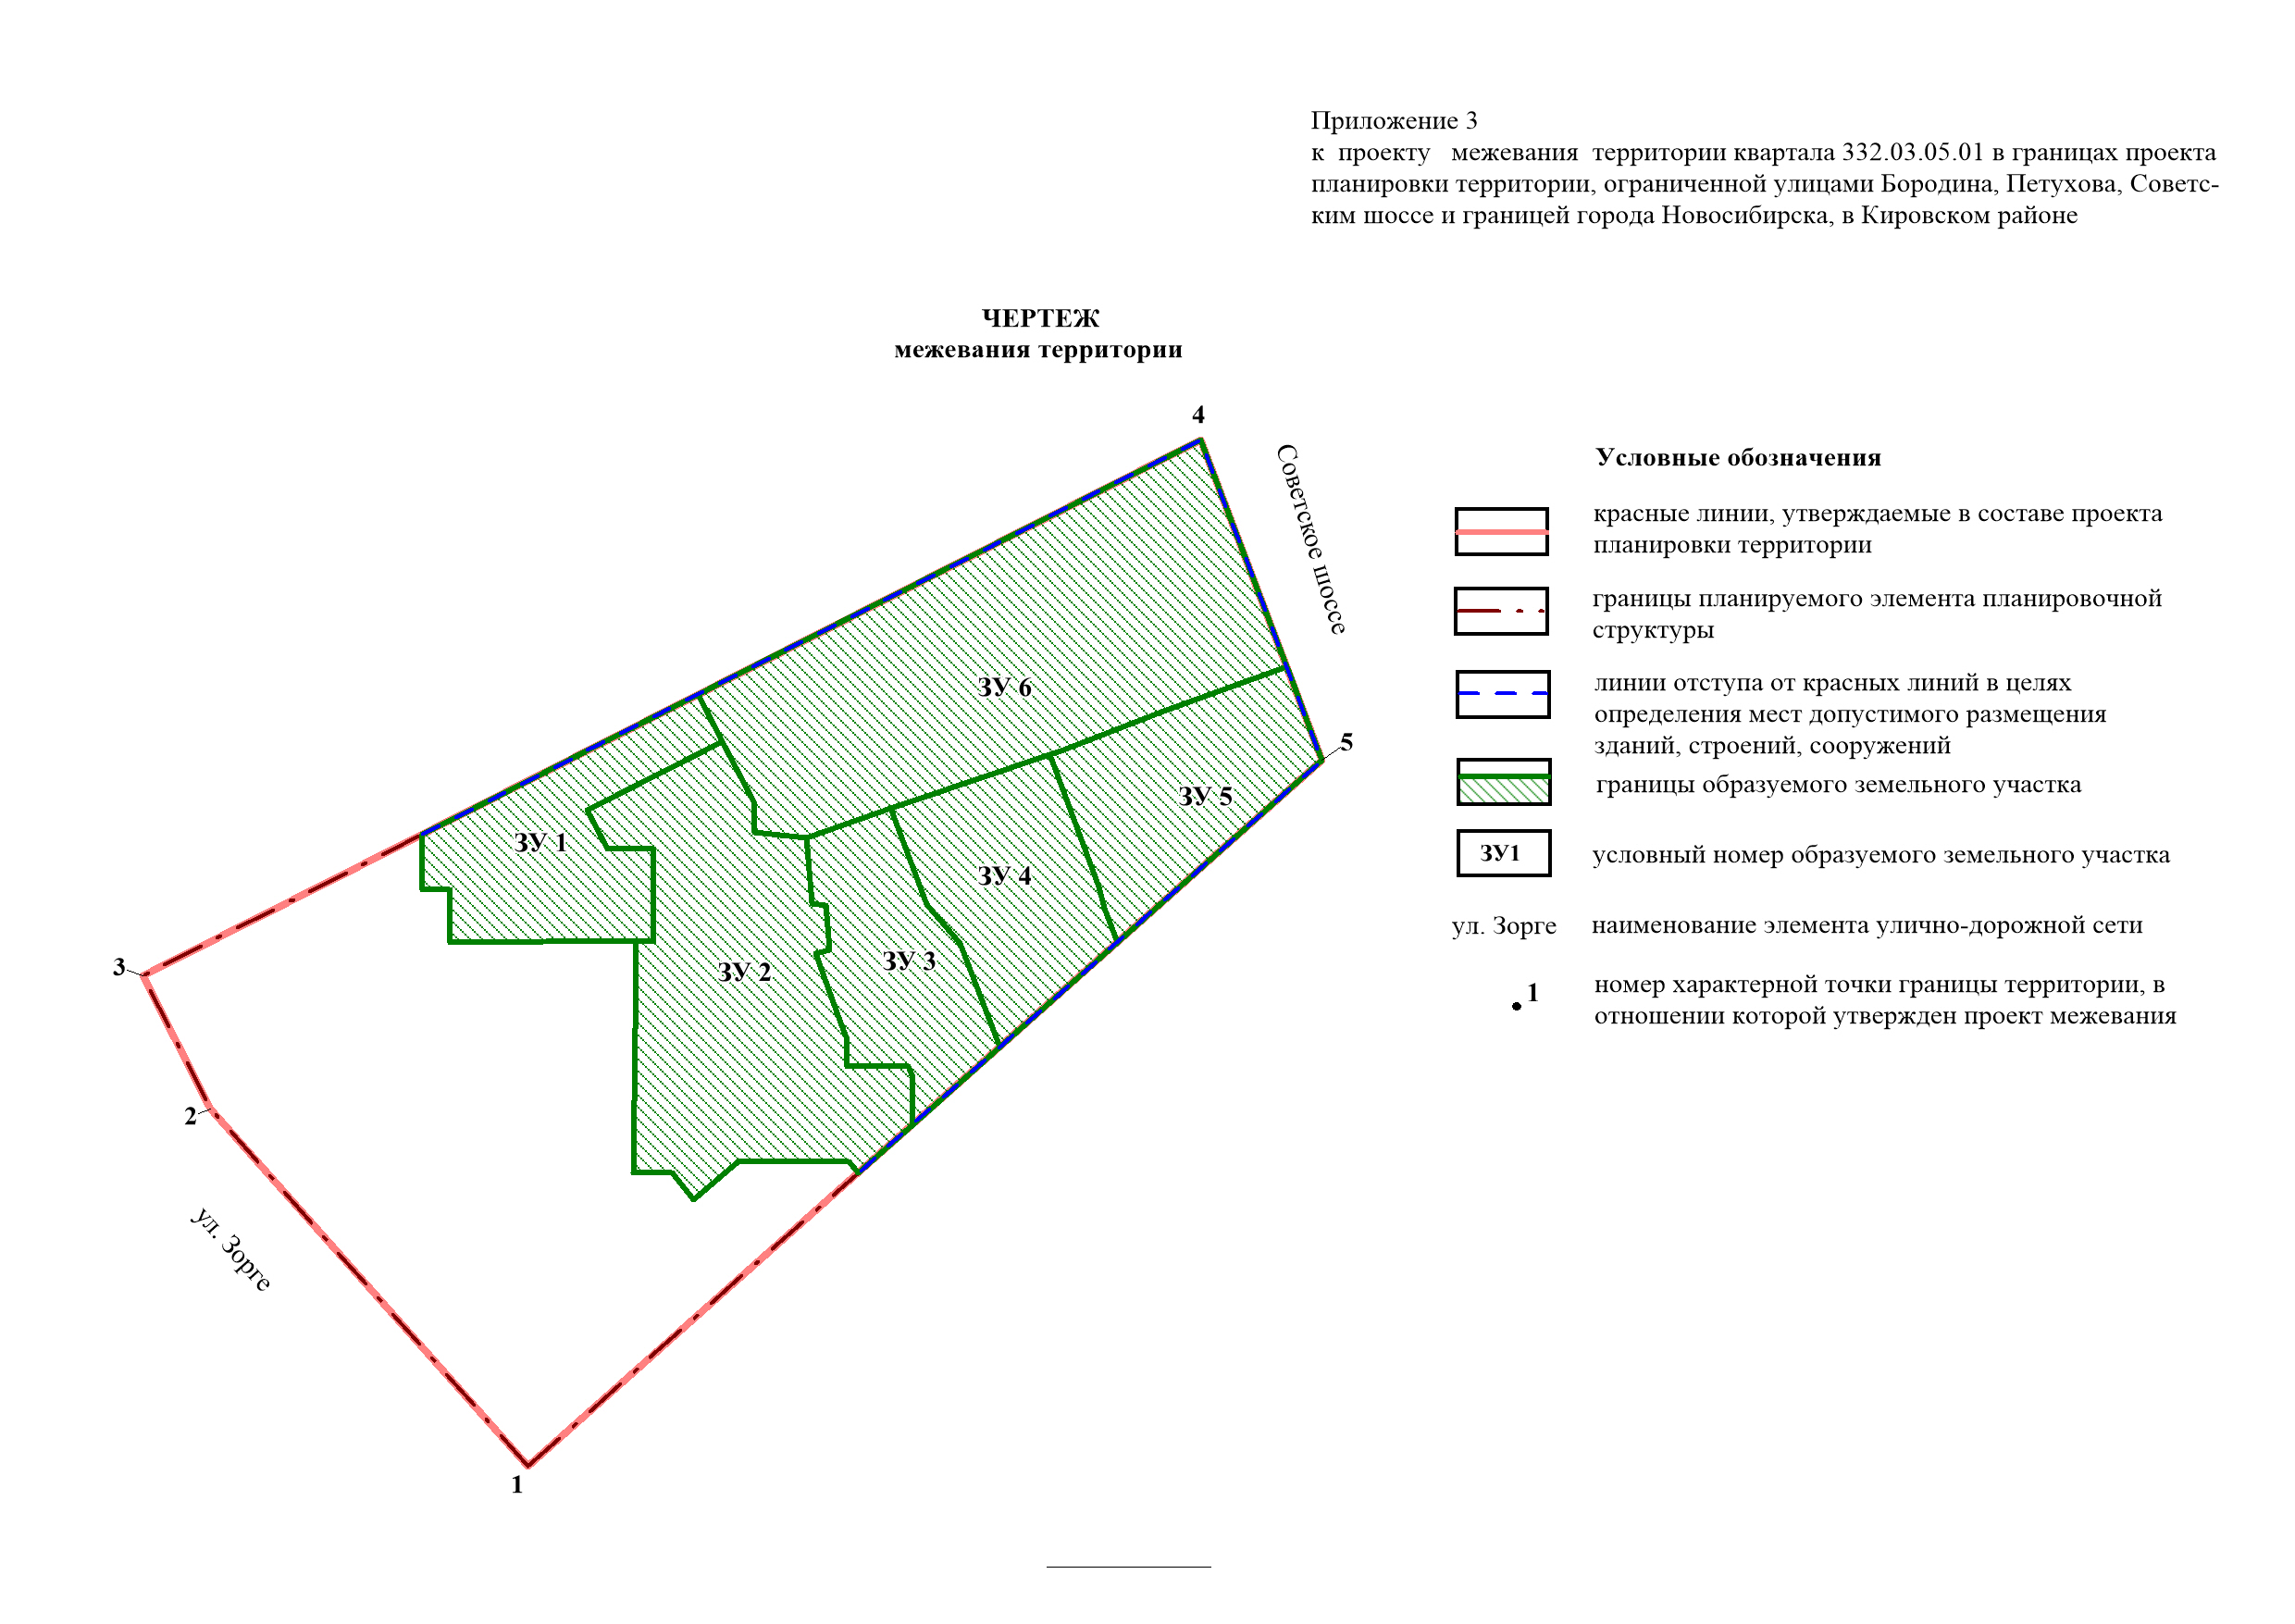 Приложение 3
к проекту межевания территории квартала 332.03.05.01 в границах проекта
планировки территории, ограниченной улицами Бородина, Петухова, Советс-
ким шоссе и границей города Новосибирска, в Кировском районе
ЧЕРТЕЖ
межевания территории
4
Советское шоссе
ЗУ 6
5
ЗУ 5
ЗУ 1
ЗУ 4
ЗУ 3
ЗУ 2
3
2
ул. Зорге
1
Условные обозначения
красные линии, утверждаемые в составе проекта
планировки территории
границы планируемого элемента планировочной
структуры
линии отступа от красных линий в целях
определения мест допустимого размещения
зданий, строений, сооружений
границы образуемого земельного участка
ЗУ1 условный номер образуемого земельного участка
ул. Зорге наименование элемента улично-дорожной сети
1 номер характерной точки границы территории, в
отношении которой утвержден проект межевания